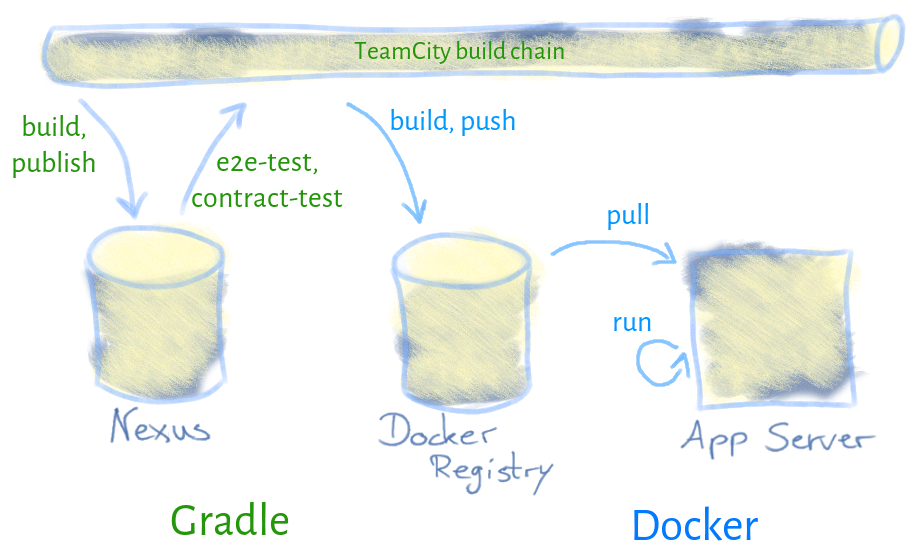 TeamCity build chain
build,
publish
e2e-test,
contract-test
build, push
pull
run
Nexus
Docker
Registry
App Server
Gradle
Docker